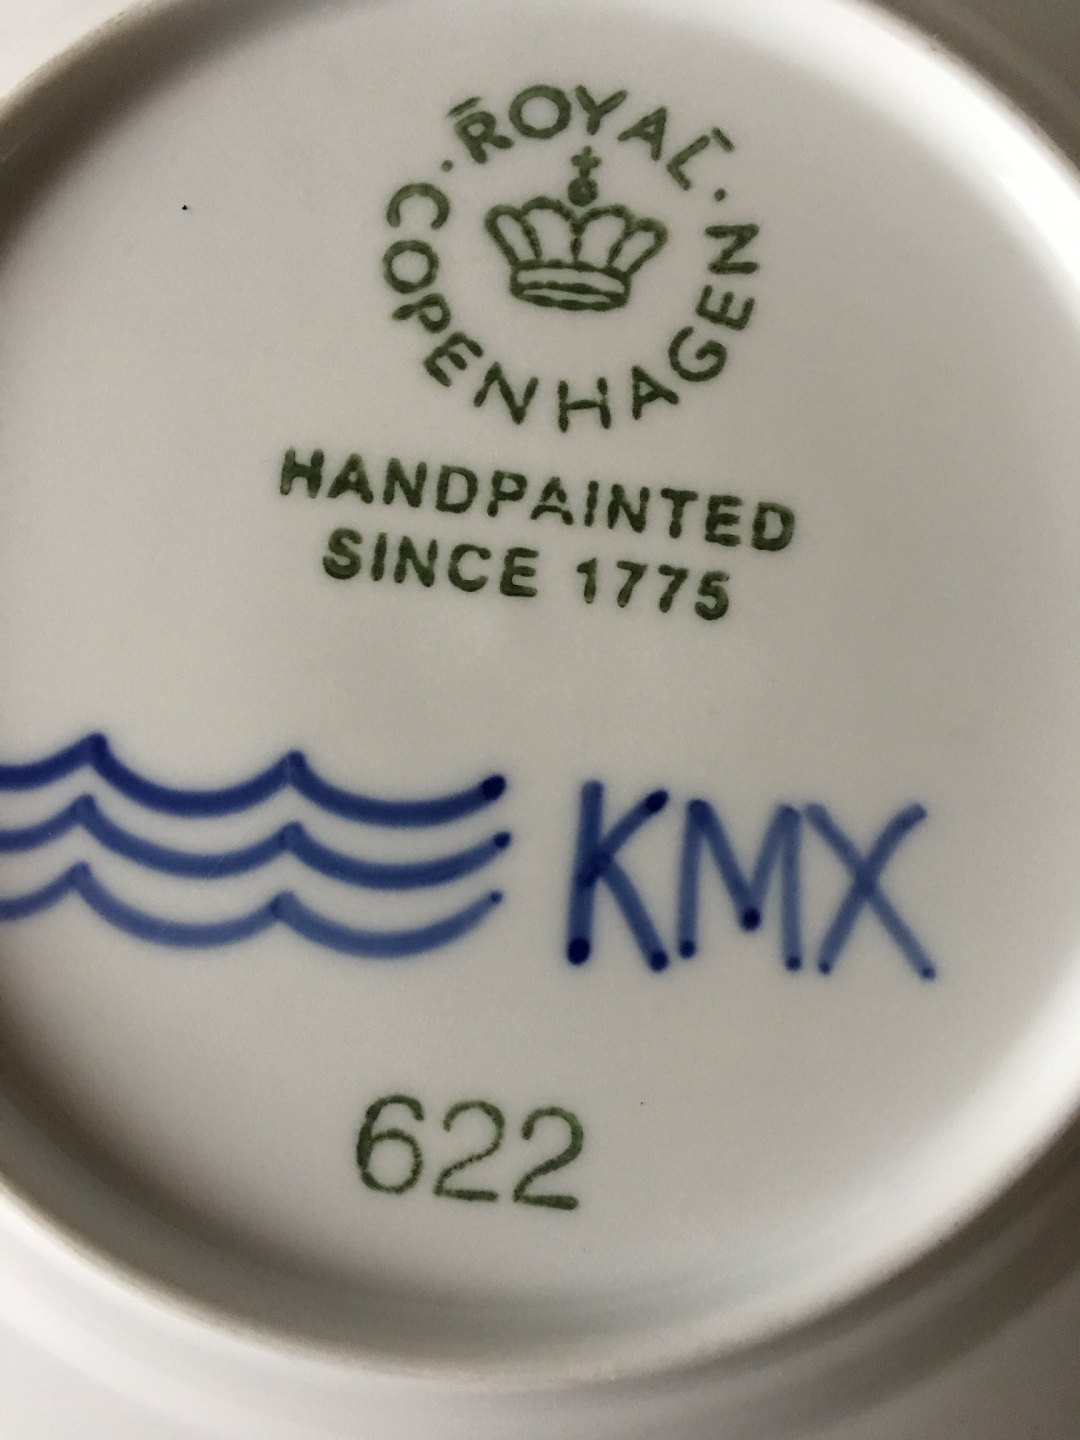 ROYAL · COPENHAGEN ·
HANDPAINTED
SINCE 1775
KMX
622